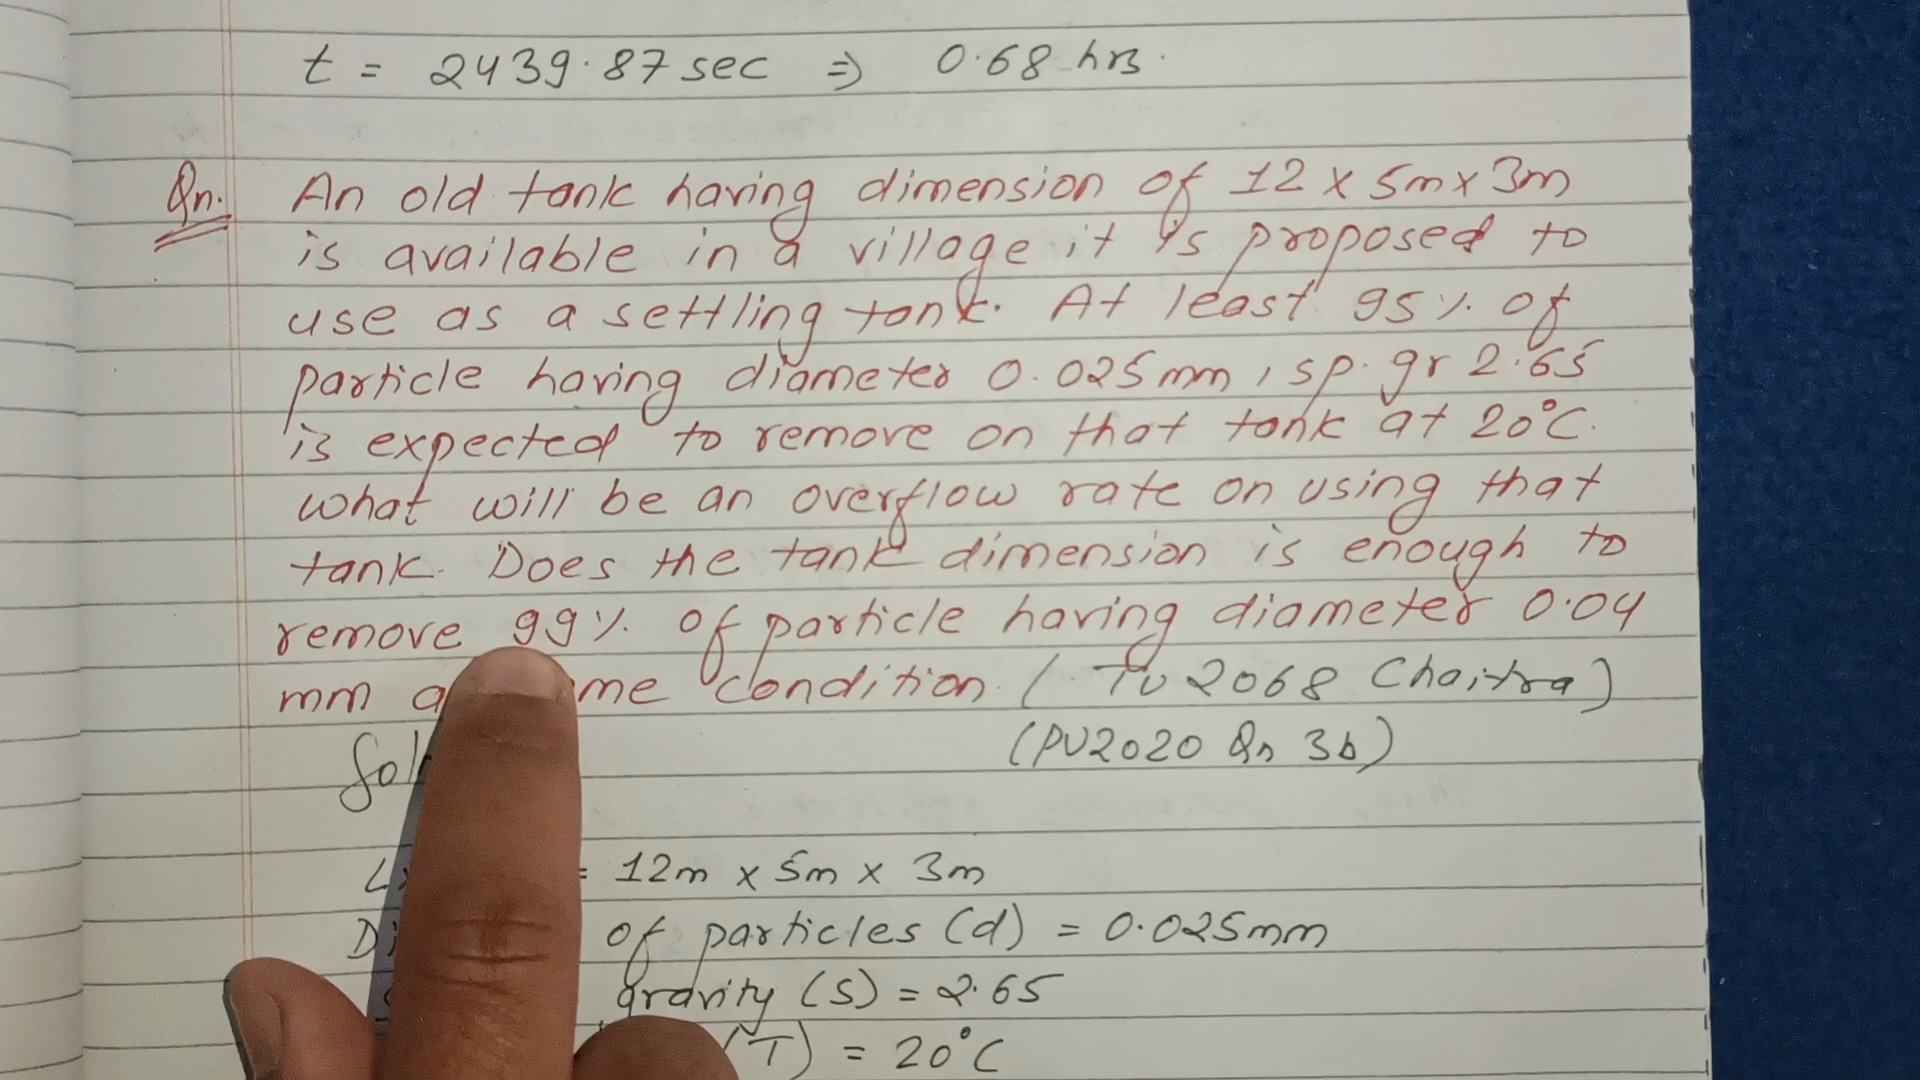 t = 2439.87 sec ⇒ 0.68 hrs.
Qn. An old tank having dimension of 12 x 5m x 3m
is available in a village it is proposed to
use as a settling tank. At least 95% of
particle having diameter 0.025mm, sp.gr 2.65
is expected to remove on that tank at 20°C.
what will be an overflow rate on using that
tank. Does the tank dimension is enough to
remove 99% of particle having diameter 0.04
mm condition. (TU 2068 Chaitra)
(PU2020 Qn 3b)
= 12m x 5m x 3m
of particles (d) = 0.025mm
gravity (S) = 2.65
(T) = 20°C